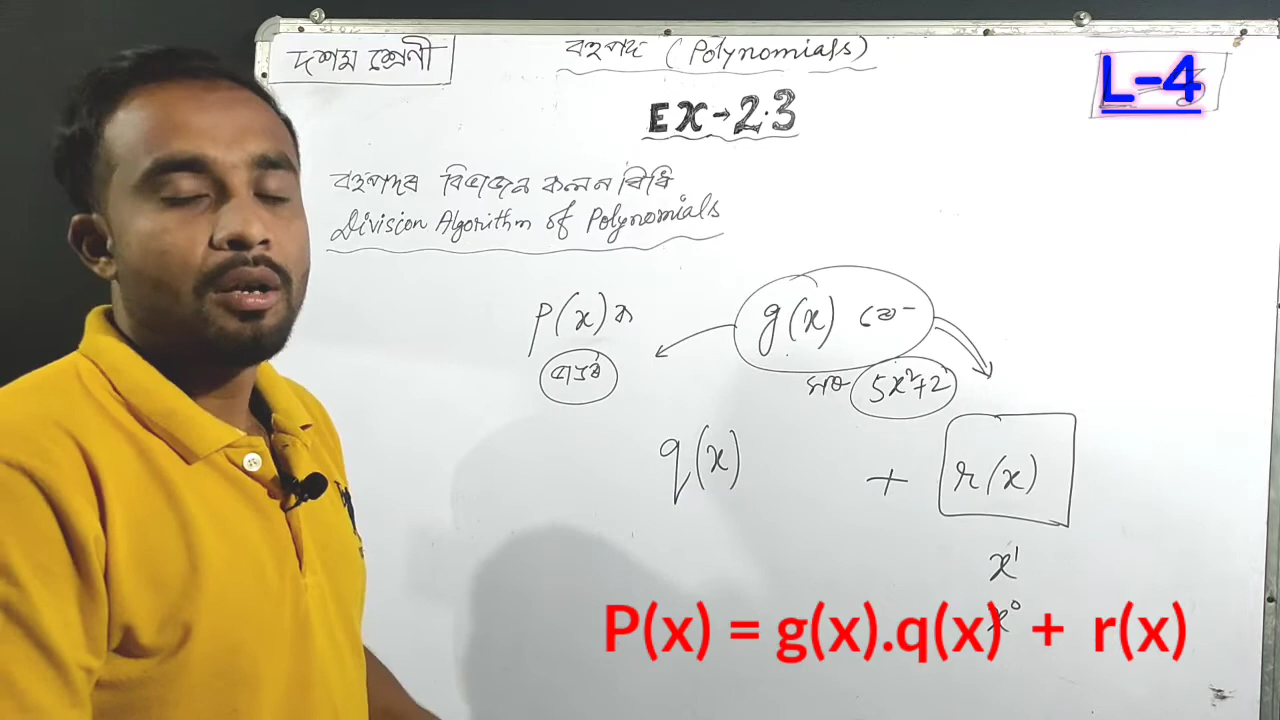 দশম শ্রেণী
বহুপদ (Polynomials)
L-4
EX→2.3
বহুপদৰ বিভাজন কলন বিধি
Division Algorithm of Polynomials
p(x) ক
g(x)
5x²+2
q(x) + r(x)
x¹
x⁰
P(x) = g(x).q(x) + r(x)